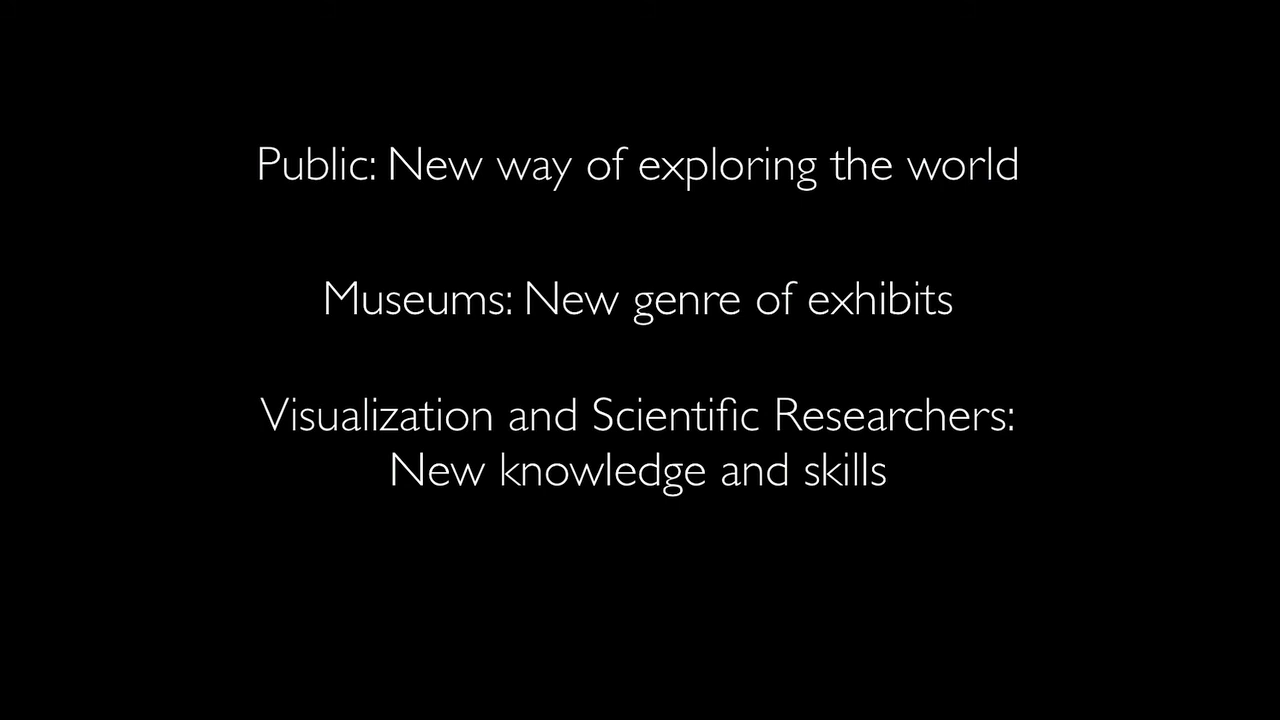 Public: New way of exploring the world
Museums: New genre of exhibits
Visualization and Scientific Researchers:
New knowledge and skills